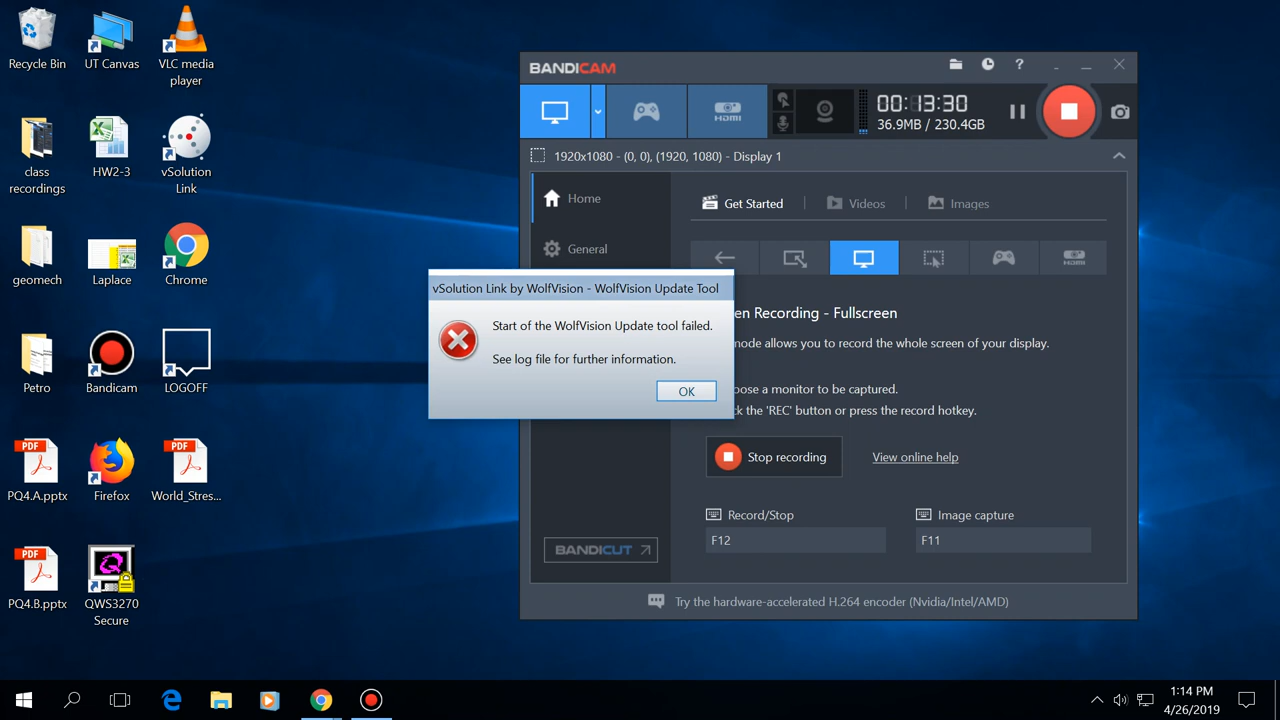 Recycle Bin
UT Canvas
VLC media
player
class
recordings
HW2-3
vSolution
Link
geomech
Laplace
Chrome
Petro
Bandicam
LOGOFF
PDF
PQ4.A.pptx
Firefox
PDF
World_Stres...
PDF
PQ4.B.pptx
QWS3270
Secure
BANDICAM
?
HDMI
00:13:30
36.9MB / 230.4GB
1920x1080 - (0, 0), (1920, 1080) - Display 1
Home
General
Get Started
Videos
Images
HDMI
vSolution Link by WolfVision - WolfVision Update Tool
Start of the WolfVision Update tool failed.
See log file for further information.
OK
en Recording - Fullscreen
node allows you to record the whole screen of your display.
oose a monitor to be captured.
ck the 'REC' button or press the record hotkey.
Stop recording
View online help
Record/Stop
Image capture
F12
F11
BANDICUT
Try the hardware-accelerated H.264 encoder (Nvidia/Intel/AMD)
1:14 PM
4/26/2019